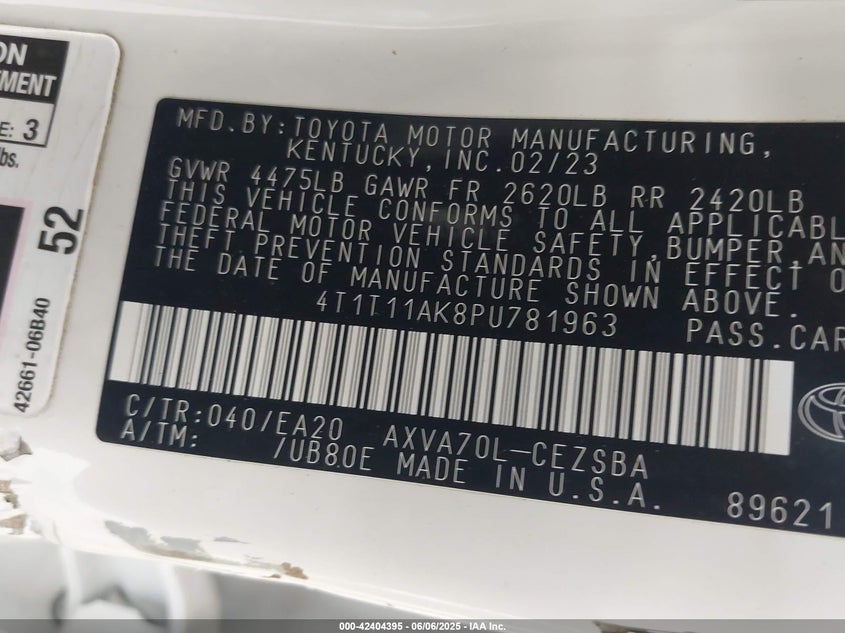 ON
TMENT
E: 3
bs.
52
42661-06B40
MFD.BY:TOYOTA MOTOR MANUFACTURING,
KENTUCKY,INC.02/23
GVWR 4475LB GAWR FR 2620LB RR 2420LB
THIS VEHICLE CONFORMS TO ALL APPLICABL
FEDERAL MOTOR VEHICLE SAFETY,BUMPER,AN
THEFT PREVENTION STANDARDS IN EFFECT O
THE DATE OF MANUFACTURE SHOWN ABOVE.
4T1T11AK8PU781963 PASS.CAR
C/TR:040/EA20 AXVA70L-CEZSBA
A/TM: /UB80E MADE IN U.S.A.
89621
000-42404395 - 06/06/2025 - IAA Inc.